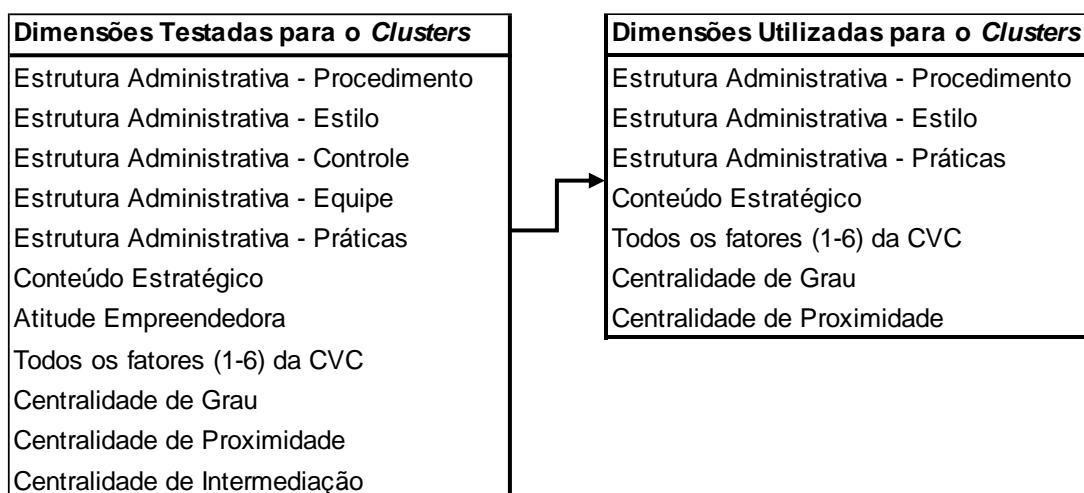 Dimensões Testadas para o Clusters
Estrutura Administrativa - Procedimento
Estrutura Administrativa - Estilo
Estrutura Administrativa - Controle
Estrutura Administrativa - Equipe
Estrutura Administrativa - Práticas
Conteúdo Estratégico
Atitude Empreendedora
Todos os fatores (1-6) da CVC
Centralidade de Grau
Centralidade de Proximidade
Centralidade de Intermediação
Dimensões Utilizadas para o Clusters
Estrutura Administrativa - Procedimento
Estrutura Administrativa - Estilo
Estrutura Administrativa - Práticas
Conteúdo Estratégico
Todos os fatores (1-6) da CVC
Centralidade de Grau
Centralidade de Proximidade